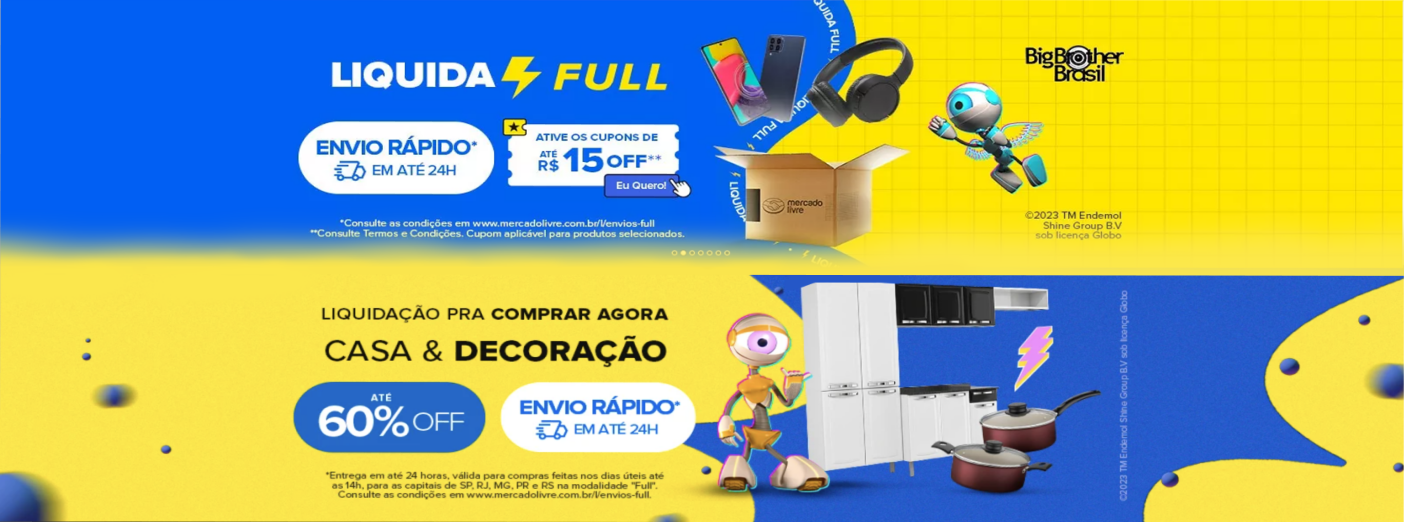 LIQUIDA FULL
ENVIO RÁPIDO*
EM ATÉ 24H
ATIVE OS CUPONS DE
ATÉ
R$ 15 OFF**
Eu Quero!
*Consulte as condições em www.mercadolivre.com.br/l/envios-full
**Consulte Termos e Condições. Cupom aplicável para produtos selecionados.
LIQUIDA FULL
mercado
livre
Big Brother
Brasil
©2023 TM Endemol
Shine Group B.V
sob licença Globo
LIQUIDAÇÃO PRA COMPRAR AGORA
CASA & DECORAÇÃO
ATÉ
60% OFF
ENVIO RÁPIDO*
EM ATÉ 24H
*Entrega em até 24 horas, válida para compras feitas nos dias úteis até
as 14h, para as capitais de SP, RJ, MG, PR e RS na modalidade "Full".
Consulte as condições em www.mercadolivre.com.br/l/envios-full.
©2023 TM Endemol Shine Group B.V sob licença Globo